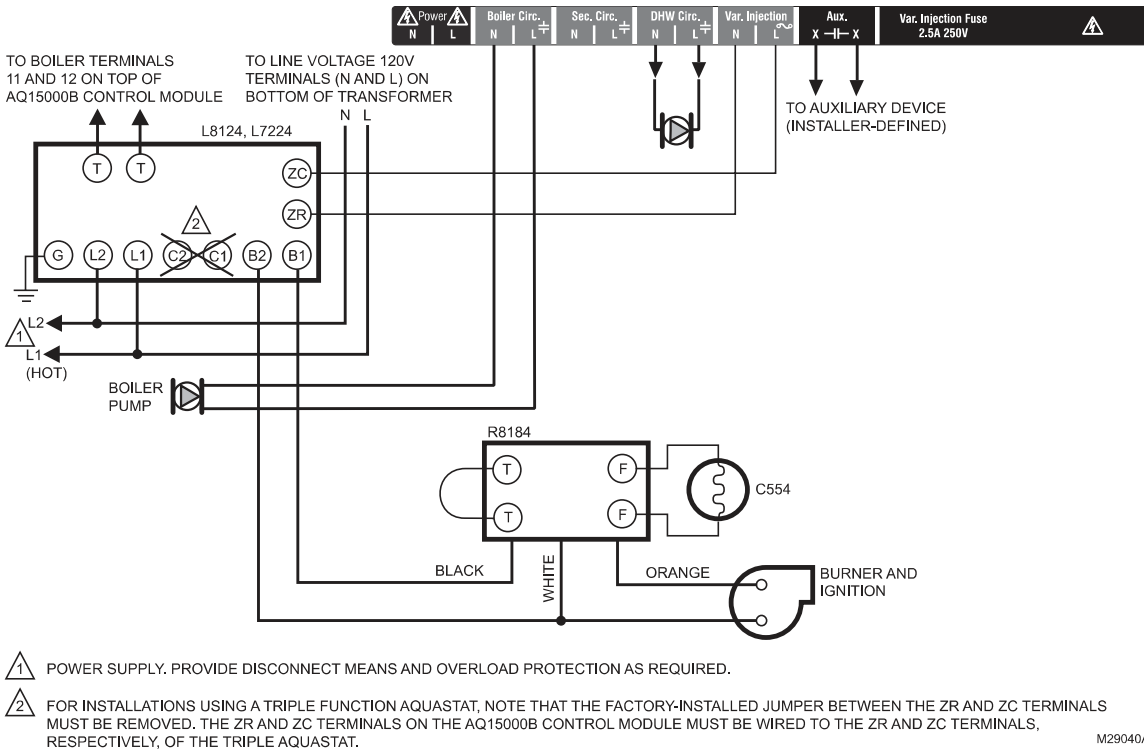 Power
N L
Boiler Circ.
N L
Sec. Circ.
N L
DHW Circ.
N L
Var. Injection
N L
Aux.
X X
Var. Injection Fuse
2.5A 250V
TO BOILER TERMINALS
11 AND 12 ON TOP OF
AQ15000B CONTROL MODULE
TO LINE VOLTAGE 120V
TERMINALS (N AND L) ON
BOTTOM OF TRANSFORMER
N L
TO AUXILIARY DEVICE
(INSTALLER-DEFINED)
L8124, L7224
T T
ZC
ZR
2
G L2 L1 C2 C1 B2 B1
L2
1
L1
(HOT)
BOILER
PUMP
R8184
T F
C554
T F
BLACK
WHITE
ORANGE
BURNER AND
IGNITION
1 POWER SUPPLY. PROVIDE DISCONNECT MEANS AND OVERLOAD PROTECTION AS REQUIRED.
2 FOR INSTALLATIONS USING A TRIPLE FUNCTION AQUASTAT, NOTE THAT THE FACTORY-INSTALLED JUMPER BETWEEN THE ZR AND ZC TERMINALS
MUST BE REMOVED. THE ZR AND ZC TERMINALS ON THE AQ15000B CONTROL MODULE MUST BE WIRED TO THE ZR AND ZC TERMINALS,
RESPECTIVELY, OF THE TRIPLE AQUASTAT.
M29040A